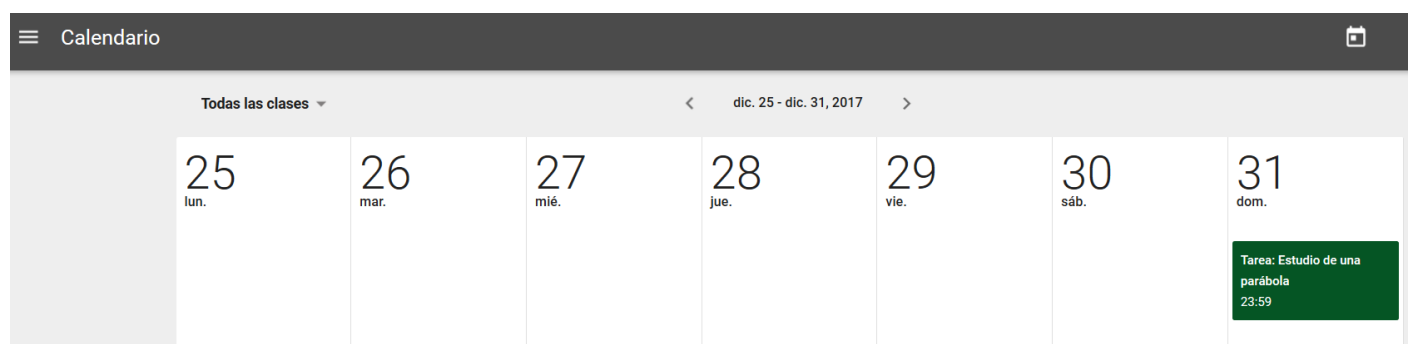 Calendario
Todas las clases
dic. 25 - dic. 31, 2017
25
lun.
26
mar.
27
mié.
28
jue.
29
vie.
30
sáb.
31
dom.
Tarea: Estudio de una
parábola
23:59